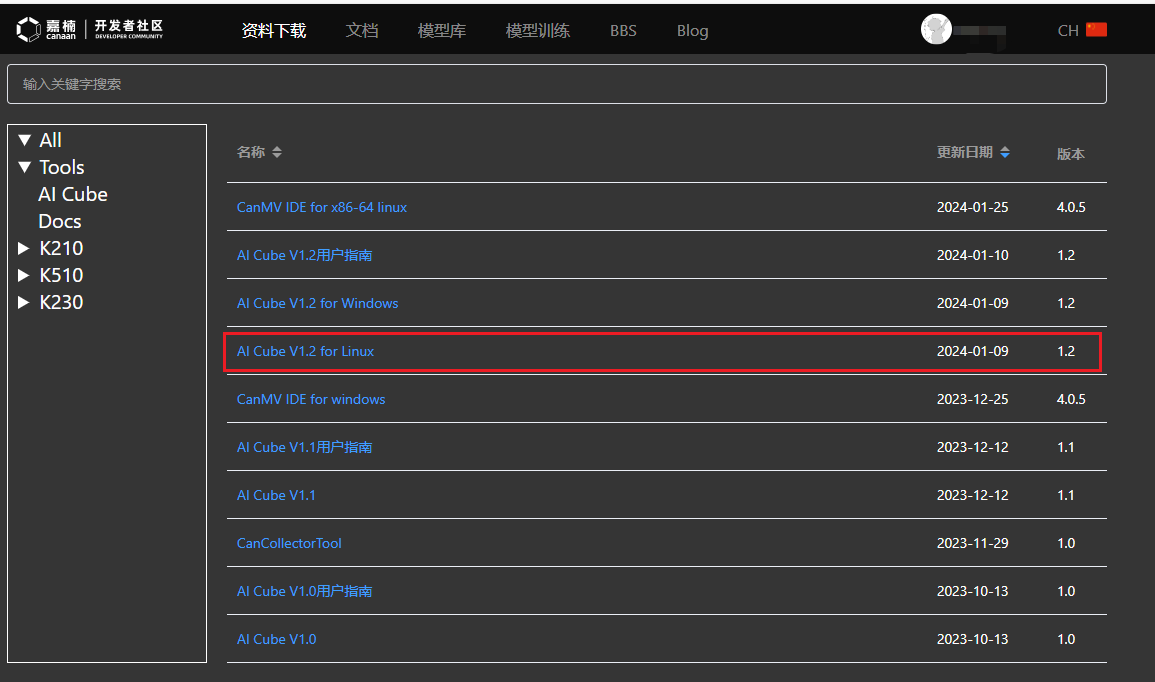 嘉楠 canaan 开发者社区 DEVELOPER COMMUNITY 资料下载 文档 模型库 模型训练 BBS Blog CH
输入关键字搜索
All
Tools
AI Cube
Docs
K210
K510
K230
名称 更新日期 版本
CanMV IDE for x86-64 linux 2024-01-25 4.0.5
AI Cube V1.2用户指南 2024-01-10 1.2
AI Cube V1.2 for Windows 2024-01-09 1.2
AI Cube V1.2 for Linux 2024-01-09 1.2
CanMV IDE for windows 2023-12-25 4.0.5
AI Cube V1.1用户指南 2023-12-12 1.1
AI Cube V1.1 2023-12-12 1.1
CanCollectorTool 2023-11-29 1.0
AI Cube V1.0用户指南 2023-10-13 1.0
AI Cube V1.0 2023-10-13 1.0